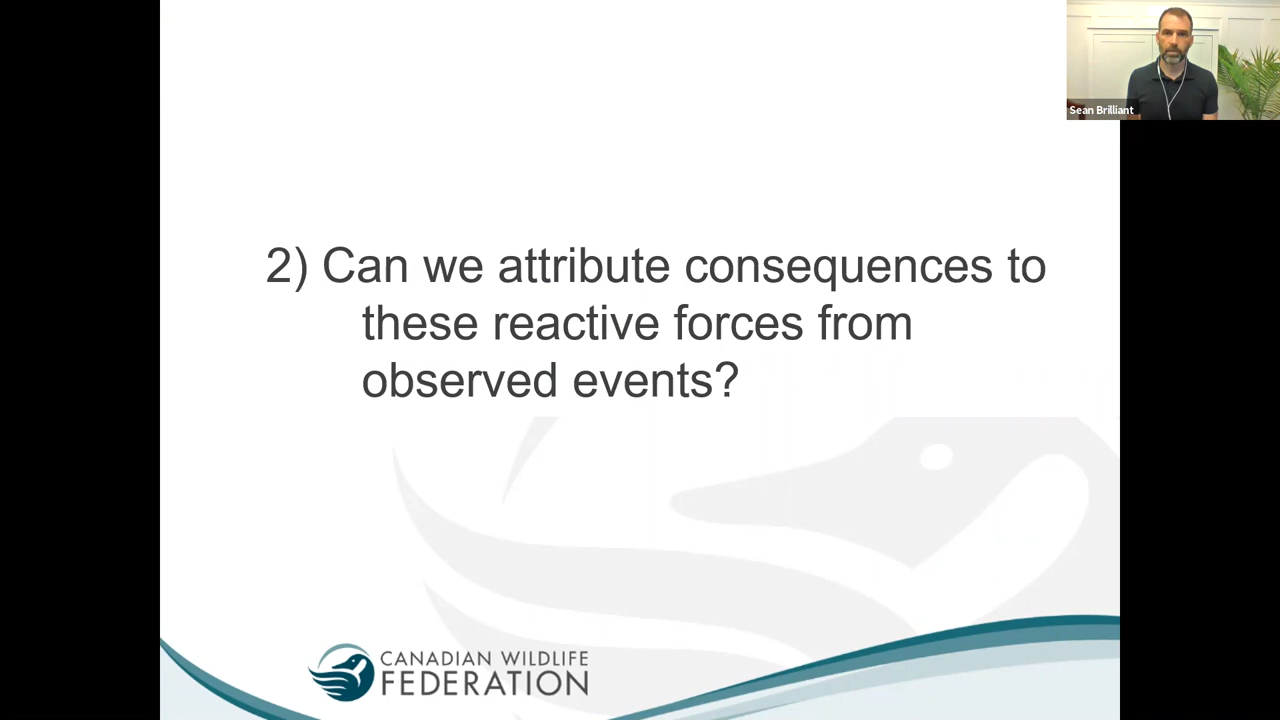 Sean Brilliant
2) Can we attribute consequences to
these reactive forces from
observed events?
CANADIAN WILDLIFE
FEDERATION